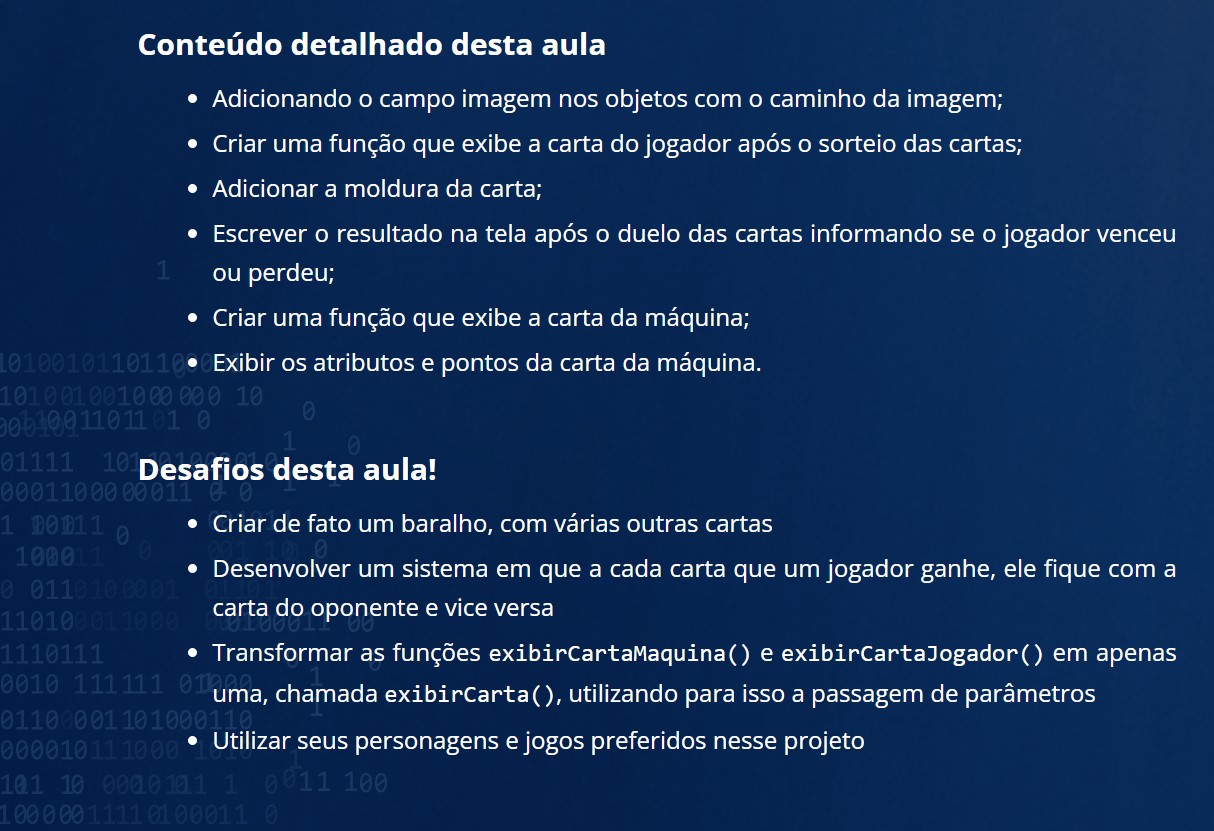 Conteúdo detalhado desta aula
• Adicionando o campo imagem nos objetos com o caminho da imagem;
• Criar uma função que exibe a carta do jogador após o sorteio das cartas;
• Adicionar a moldura da carta;
• Escrever o resultado na tela após o duelo das cartas informando se o jogador venceu
ou perdeu;
• Criar uma função que exibe a carta da máquina;
• Exibir os atributos e pontos da carta da máquina.
Desafios desta aula!
• Criar de fato um baralho, com várias outras cartas
• Desenvolver um sistema em que a cada carta que um jogador ganhe, ele fique com a
carta do oponente e vice versa
• Transformar as funções exibirCartaMaquina() e exibirCartaJogador() em apenas
uma, chamada exibirCarta(), utilizando para isso a passagem de parâmetros
• Utilizar seus personagens e jogos preferidos nesse projeto